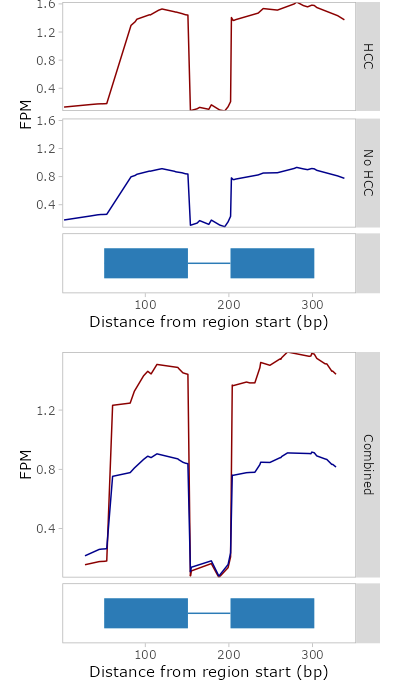 1.6
1.2
0.8
0.4
HCC
FPM
1.6
1.2
0.8
0.4
No HCC
100 200 300
Distance from region start (bp)
1.2
0.8
0.4
FPM
Combined
100 200 300
Distance from region start (bp)